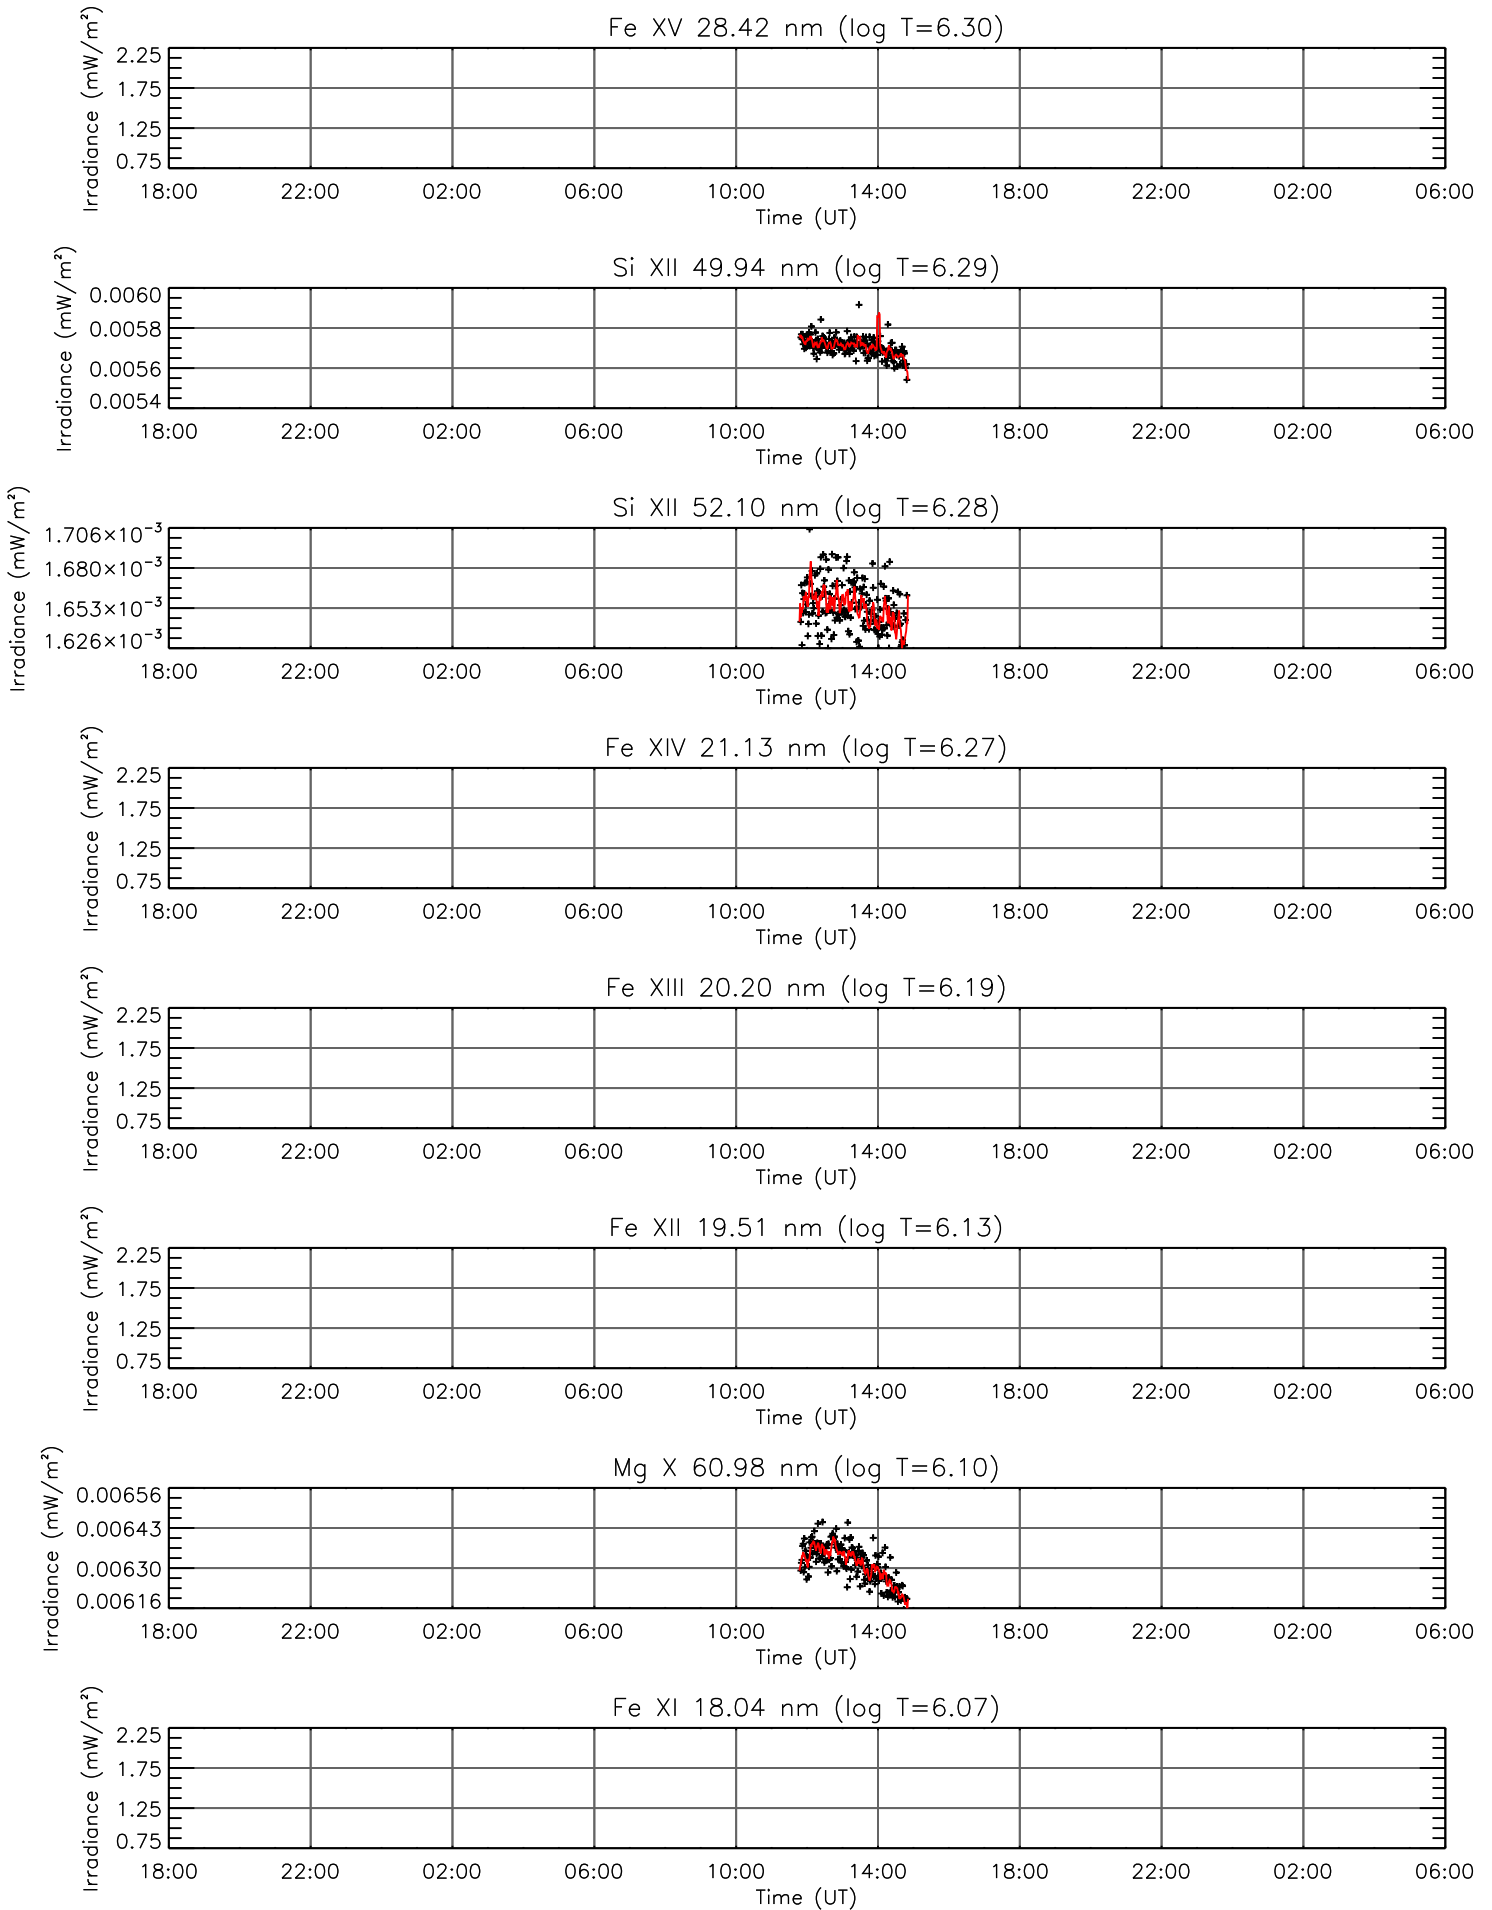 Fe XV 28.42 nm (log T=6.30)
Irradiance (mW/m²)
2.25
1.75
1.25
0.75
18:00 22:00 02:00 06:00 10:00 14:00 18:00 22:00 02:00 06:00
Time (UT)
Si XII 49.94 nm (log T=6.29)
Irradiance (mW/m²)
0.0060
0.0058
0.0056
0.0054
18:00 22:00 02:00 06:00 10:00 14:00 18:00 22:00 02:00 06:00
Time (UT)
Si XII 52.10 nm (log T=6.28)
Irradiance (mW/m²)
1.706×10⁻³
1.680×10⁻³
1.653×10⁻³
1.626×10⁻³
18:00 22:00 02:00 06:00 10:00 14:00 18:00 22:00 02:00 06:00
Time (UT)
Fe XIV 21.13 nm (log T=6.27)
Irradiance (mW/m²)
2.25
1.75
1.25
0.75
18:00 22:00 02:00 06:00 10:00 14:00 18:00 22:00 02:00 06:00
Time (UT)
Fe XIII 20.20 nm (log T=6.19)
Irradiance (mW/m²)
2.25
1.75
1.25
0.75
18:00 22:00 02:00 06:00 10:00 14:00 18:00 22:00 02:00 06:00
Time (UT)
Fe XII 19.51 nm (log T=6.13)
Irradiance (mW/m²)
2.25
1.75
1.25
0.75
18:00 22:00 02:00 06:00 10:00 14:00 18:00 22:00 02:00 06:00
Time (UT)
Mg X 60.98 nm (log T=6.10)
Irradiance (mW/m²)
0.00656
0.00643
0.00630
0.00616
18:00 22:00 02:00 06:00 10:00 14:00 18:00 22:00 02:00 06:00
Time (UT)
Fe XI 18.04 nm (log T=6.07)
Irradiance (mW/m²)
2.25
1.75
1.25
0.75
18:00 22:00 02:00 06:00 10:00 14:00 18:00 22:00 02:00 06:00
Time (UT)